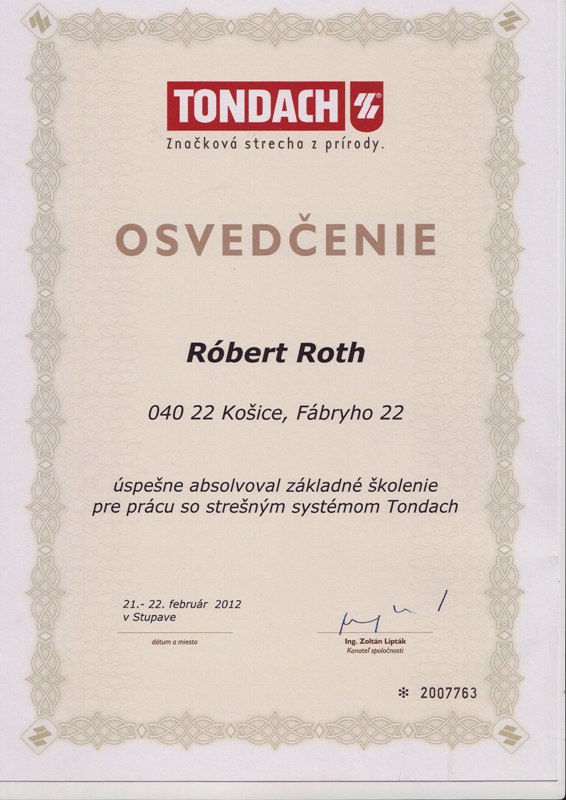 TONDACH®
Značková strecha z prírody.
OSVEDČENIE
Róbert Roth
040 22 Košice, Fábryho 22
úspešne absolvoval základné školenie
pre prácu so strešným systémom Tondach
21.- 22. február 2012
v Stupave
dátum a miesto
Ing. Zoltán Lipták
Konateľ spoločnosti
✻ 2007763